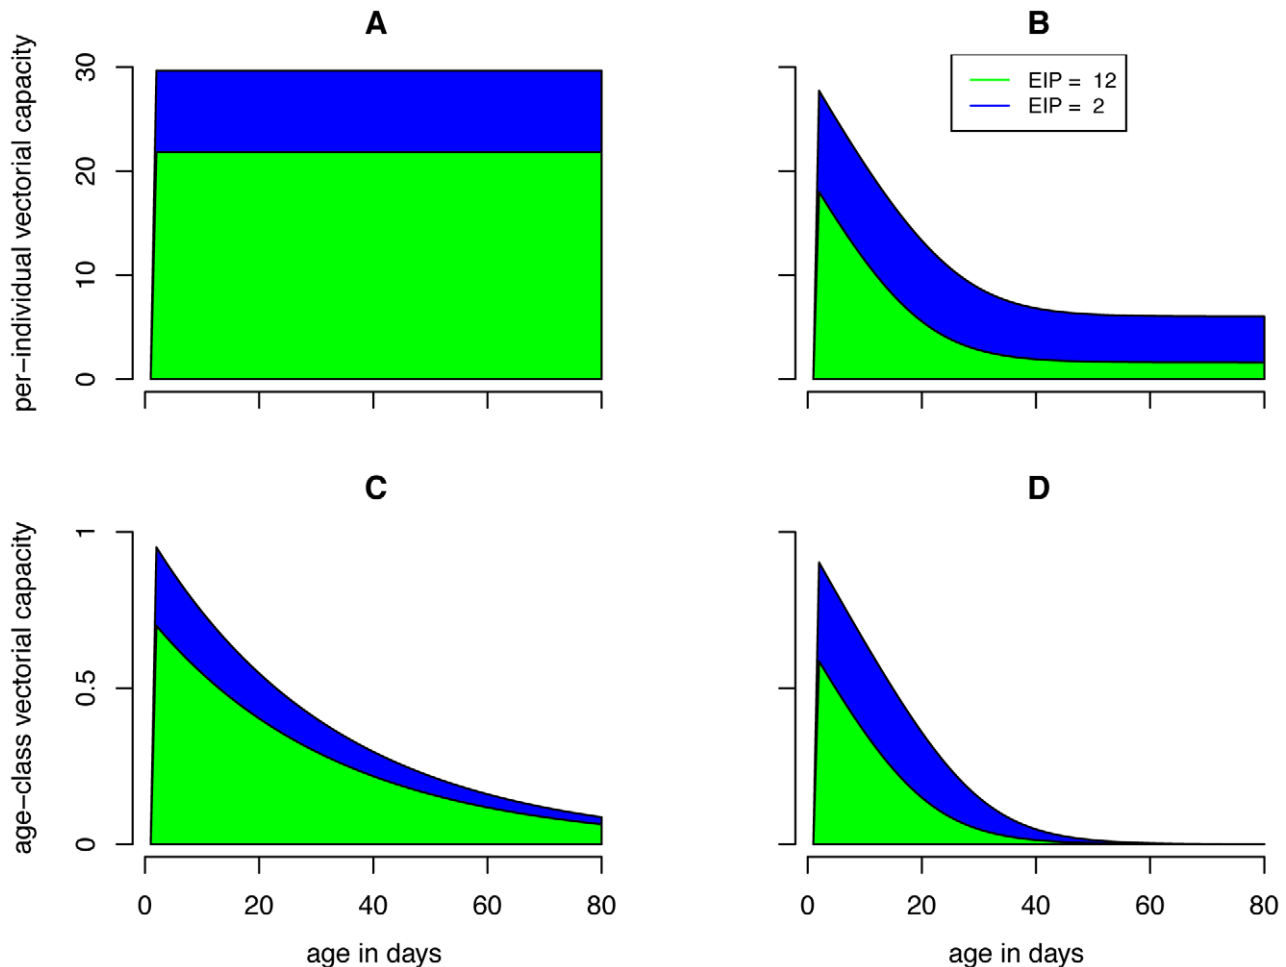 A
B
per−individual vectorial capacity
30
20
10
0
EIP = 12
EIP = 2
C
D
age−class vectorial capacity
1
0.5
0
0 20 40 60 80
0 20 40 60 80
age in days
age in days